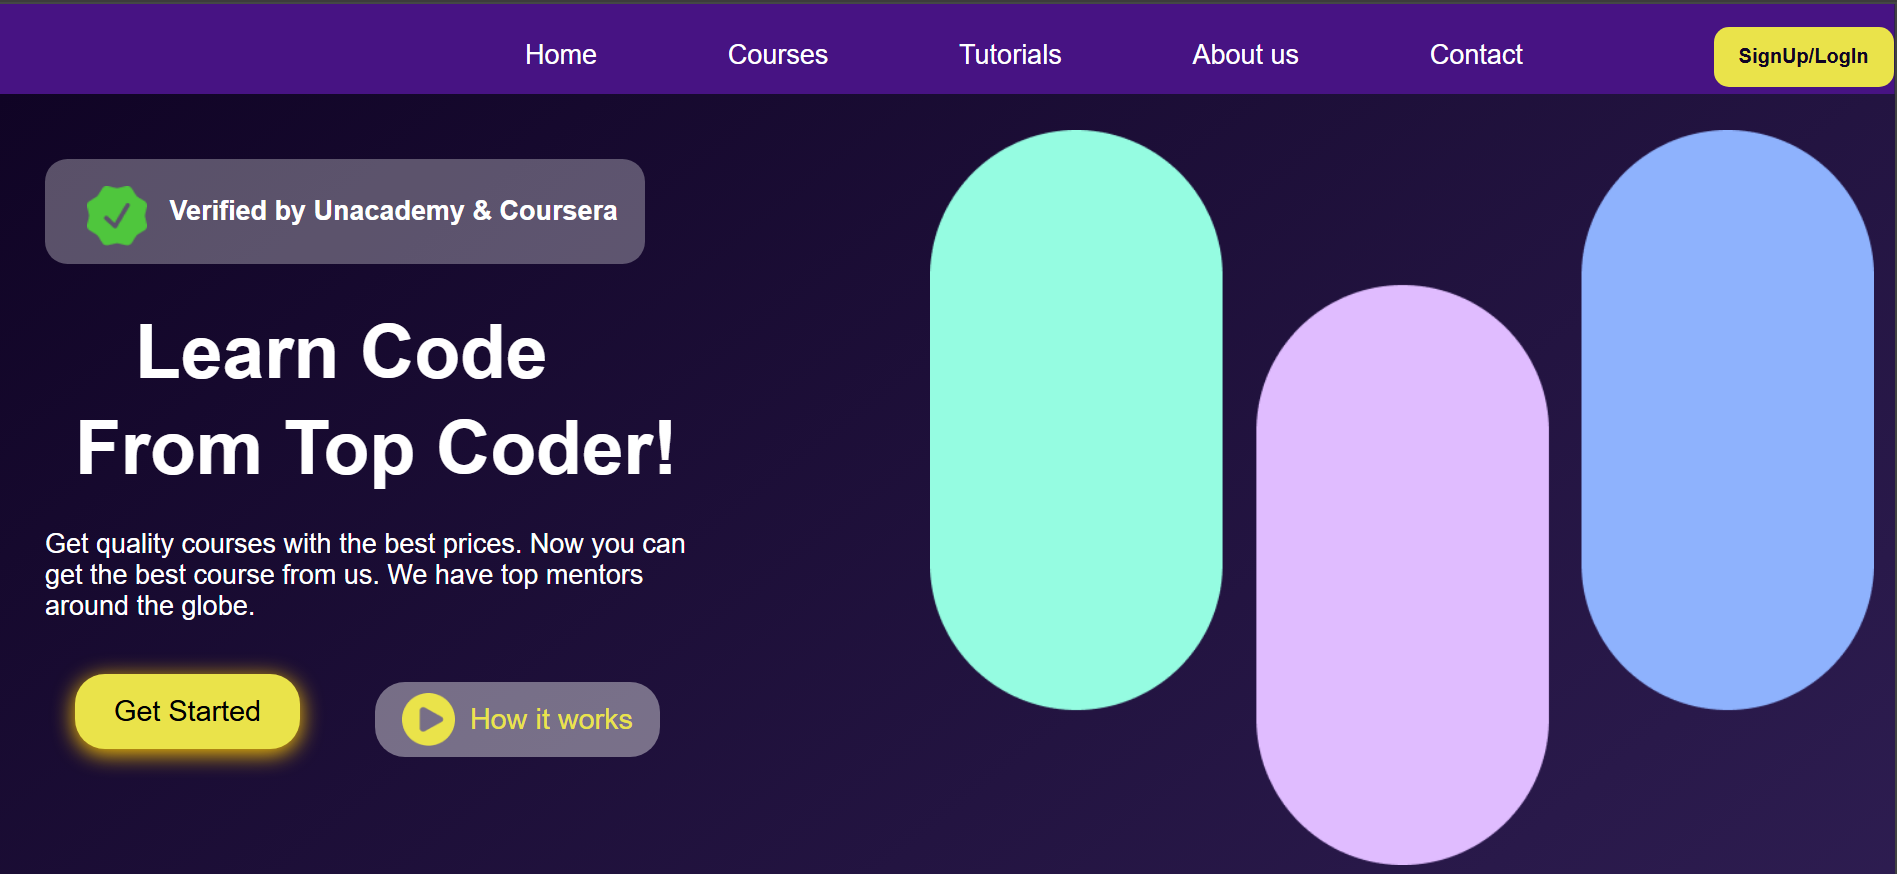 Home Courses Tutorials About us Contact SignUp/LogIn
Verified by Unacademy & Coursera
Learn Code
From Top Coder!
Get quality courses with the best prices. Now you can
get the best course from us. We have top mentors
around the globe.
Get Started How it works